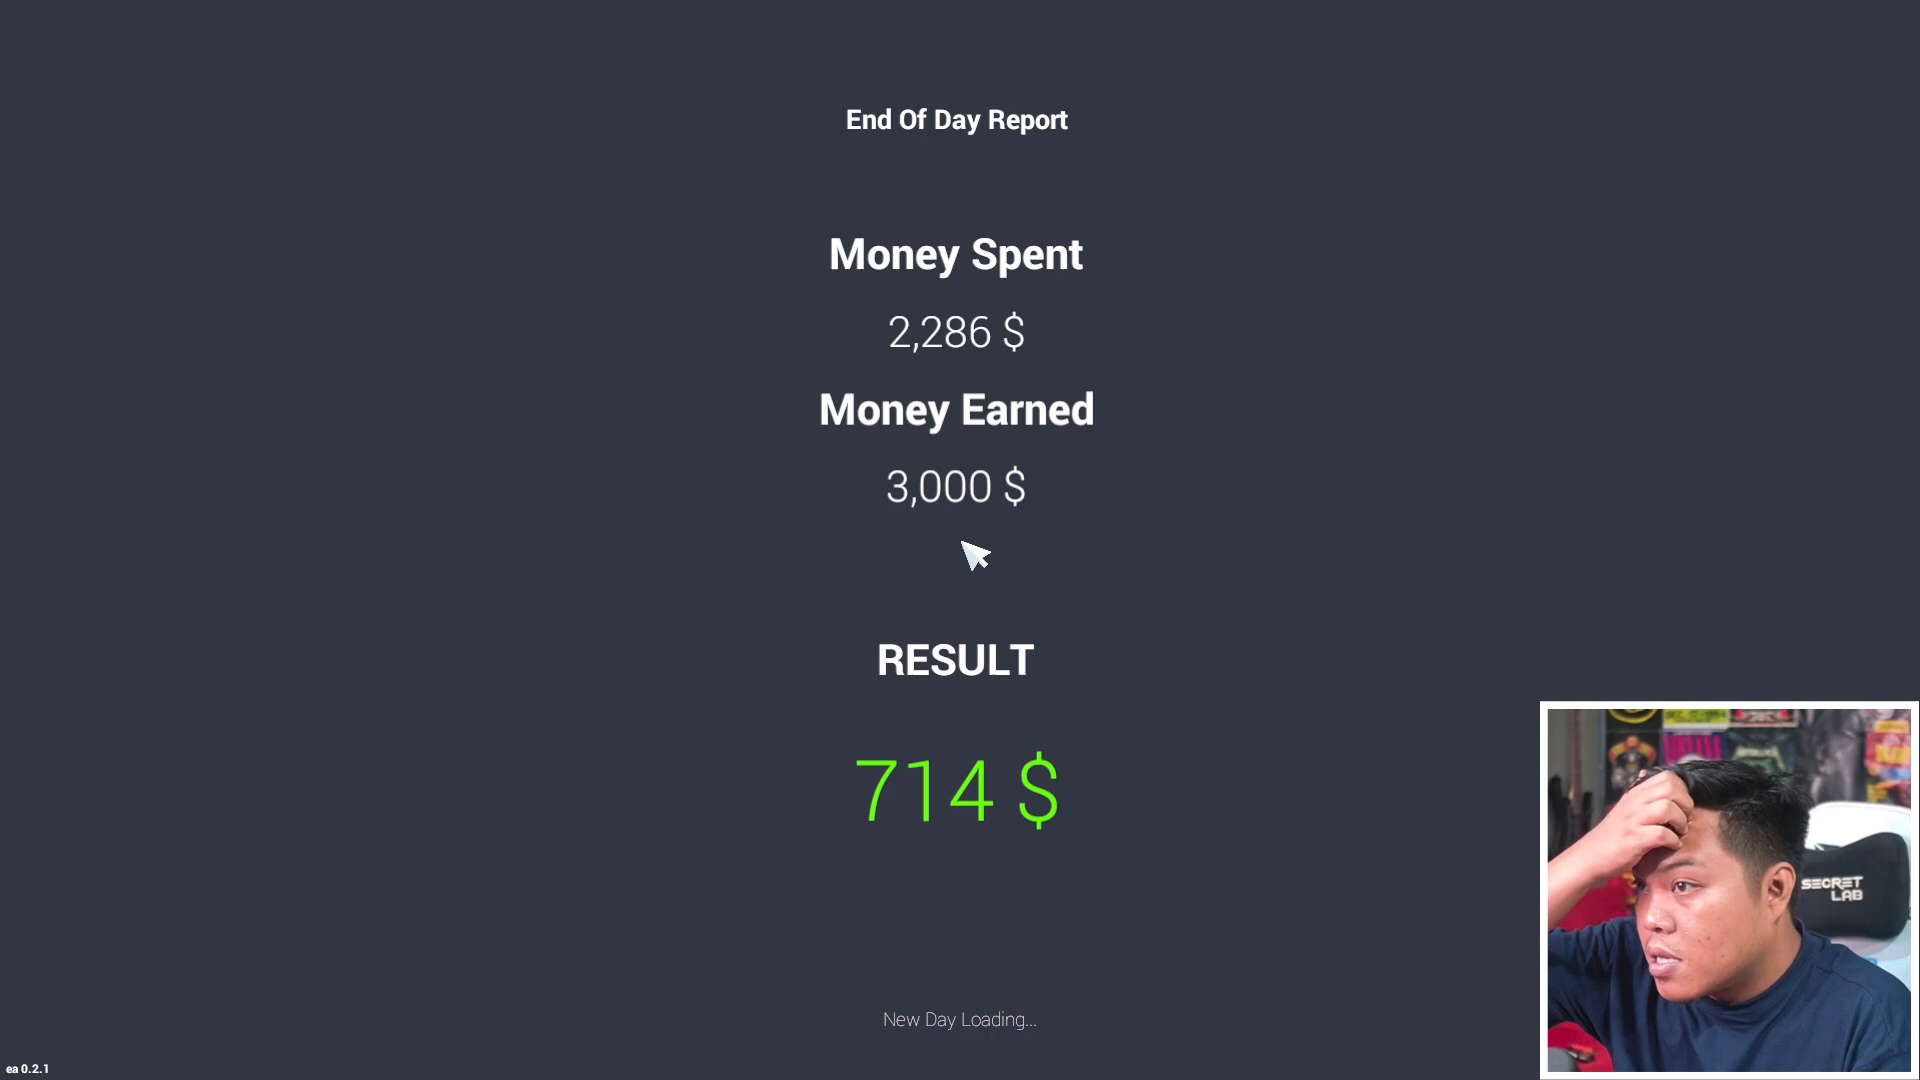 End Of Day Report
Money Spent
2,286 $
Money Earned
3,000 $
RESULT
714 $
New Day Loading...
ea 0.2.1
SECRET
LAB